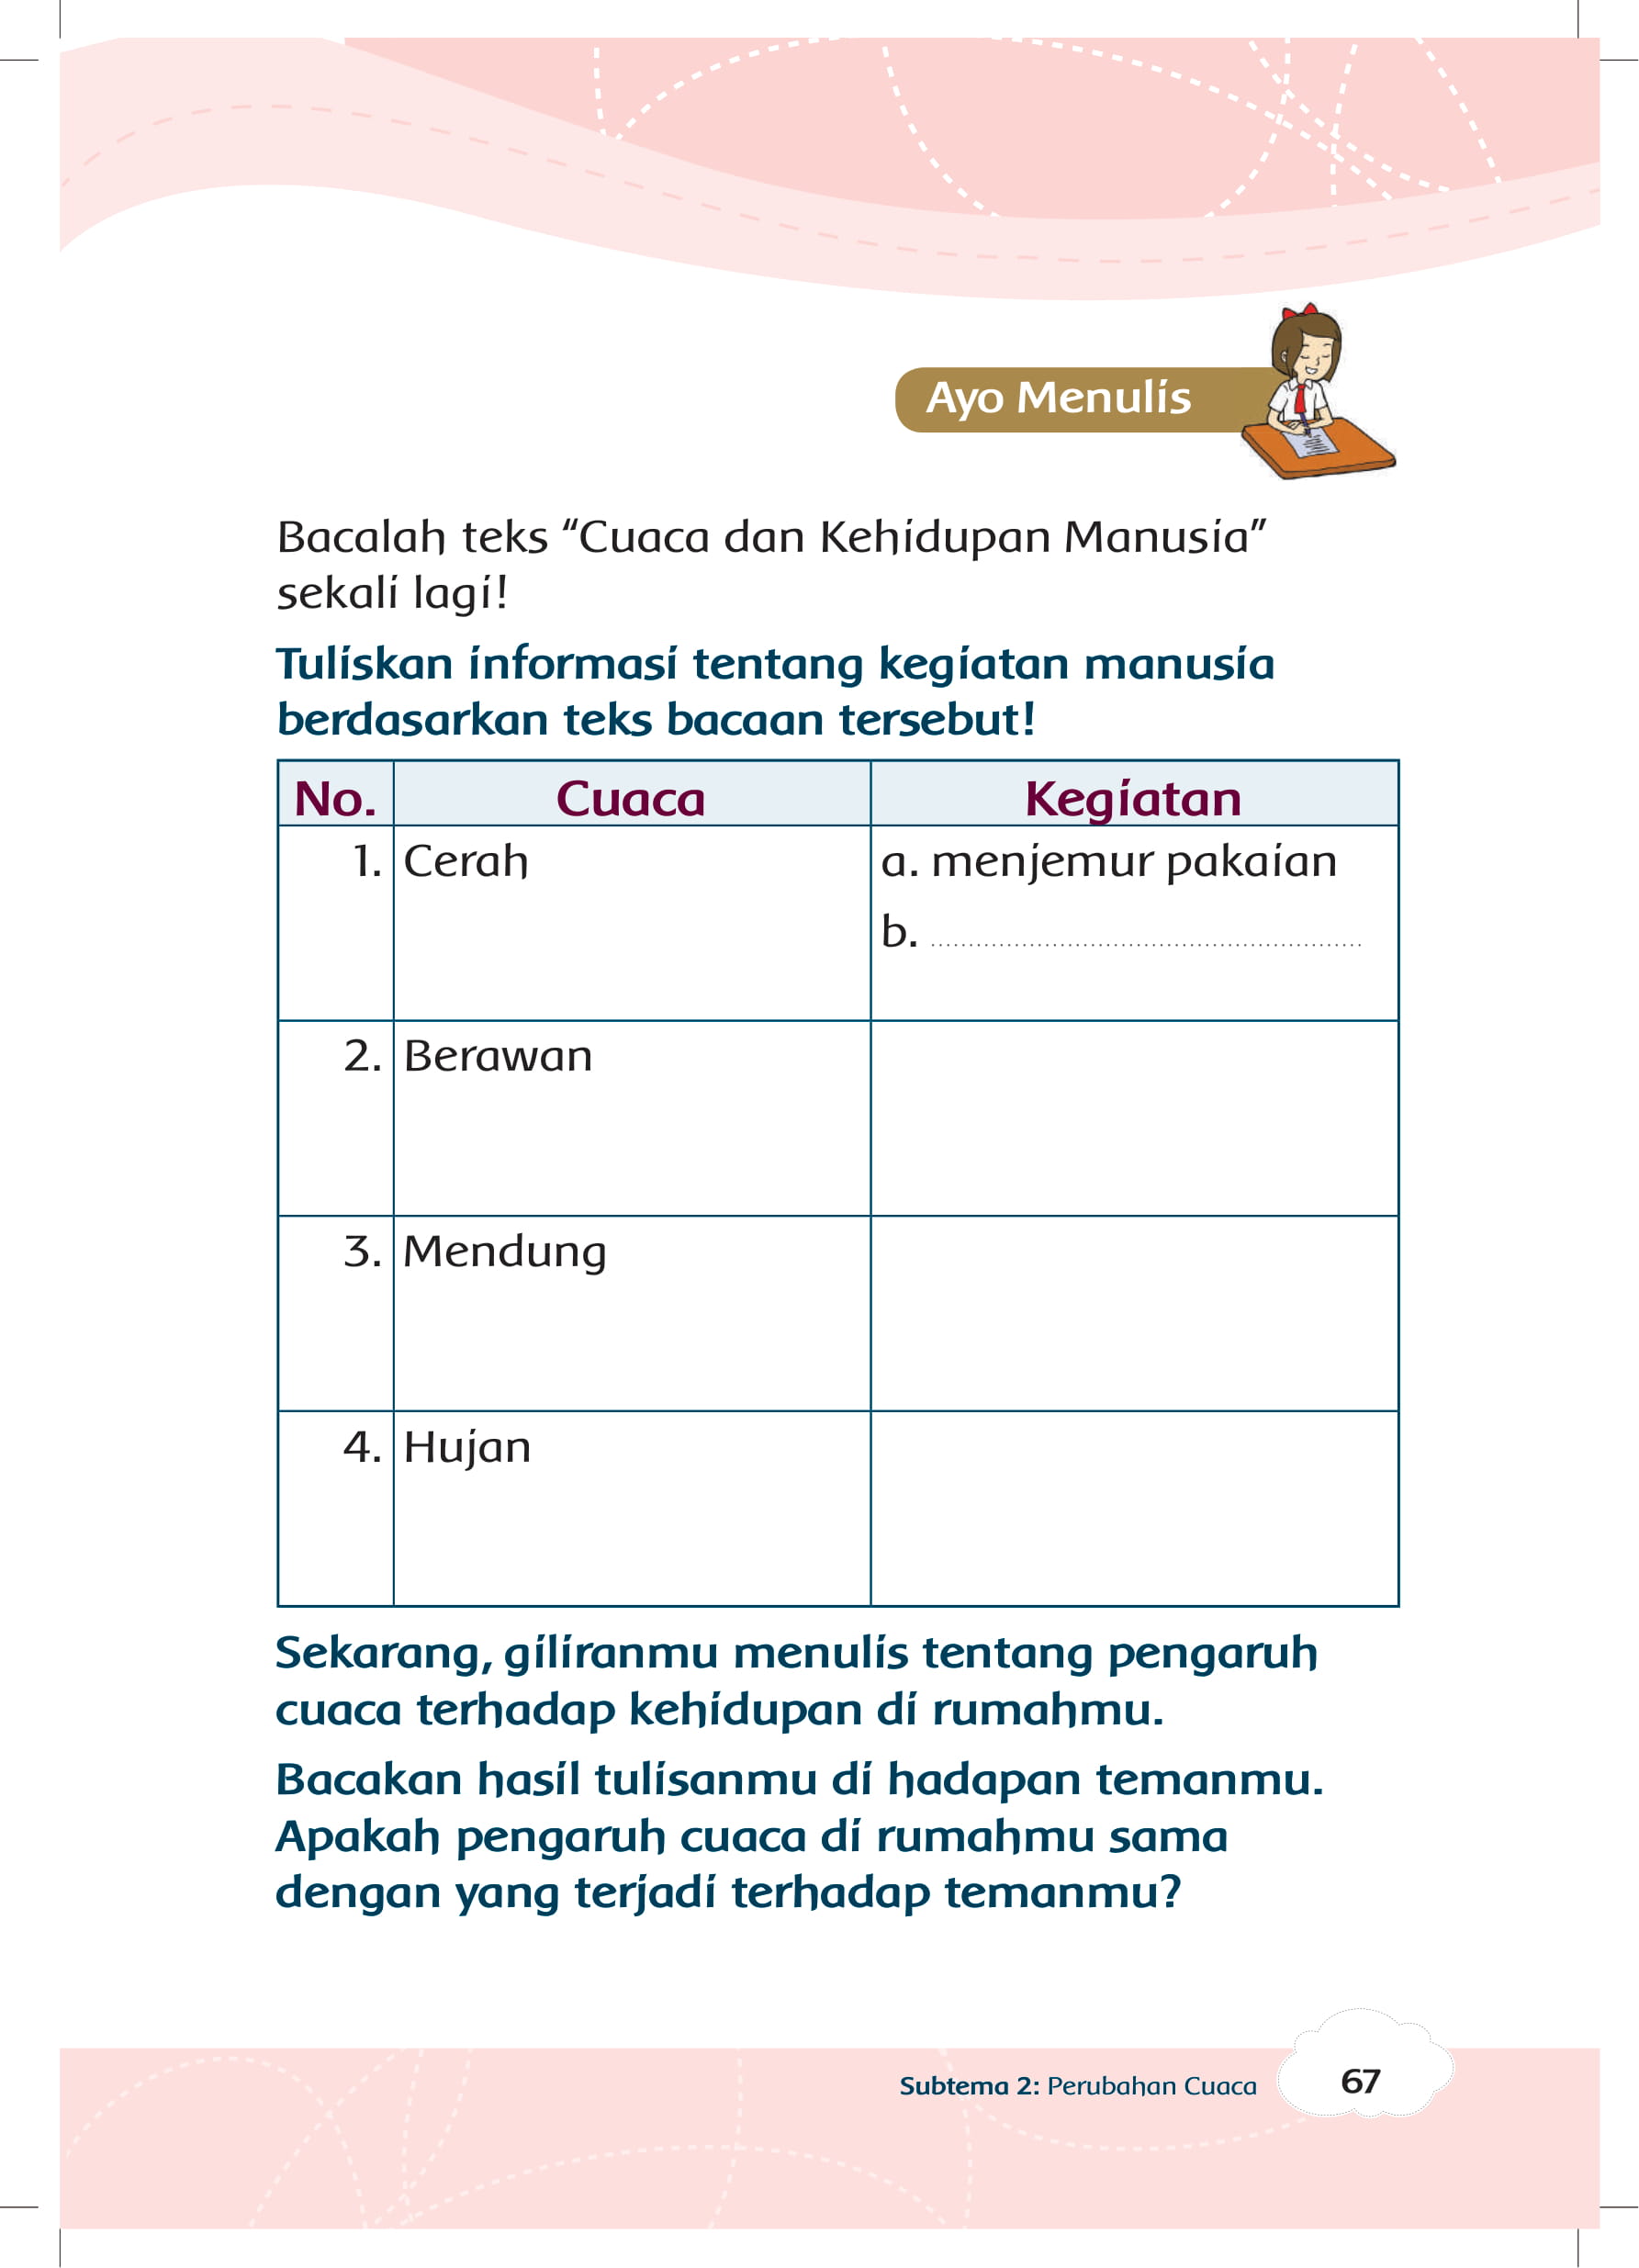 Ayo Menulis
Bacalah teks “Cuaca dan Kehidupan Manusia”
sekali lagi!
Tuliskan informasi tentang kegiatan manusia
berdasarkan teks bacaan tersebut!
No. Cuaca Kegiatan
1. Cerah a. menjemur pakaian
b. ..........................................................
2. Berawan
3. Mendung
4. Hujan
Sekarang, giliranmu menulis tentang pengaruh
cuaca terhadap kehidupan di rumahmu.
Bacakan hasil tulisanmu di hadapan temanmu.
Apakah pengaruh cuaca di rumahmu sama
dengan yang terjadi terhadap temanmu?
Subtema 2: Perubahan Cuaca 67